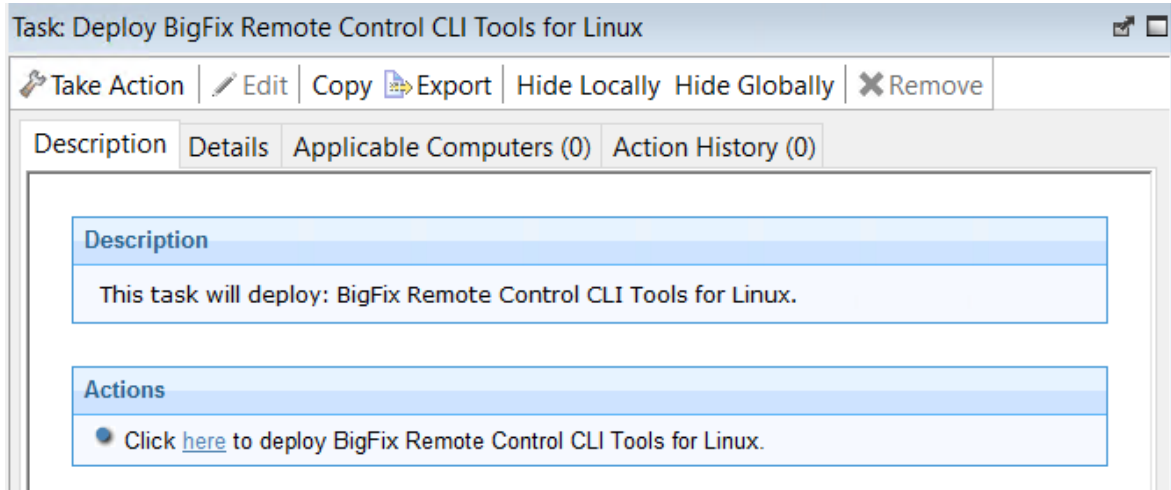 Task: Deploy BigFix Remote Control CLI Tools for Linux
Take Action Edit Copy Export Hide Locally Hide Globally Remove
Description Details Applicable Computers (0) Action History (0)
Description
This task will deploy: BigFix Remote Control CLI Tools for Linux.
Actions
Click here to deploy BigFix Remote Control CLI Tools for Linux.